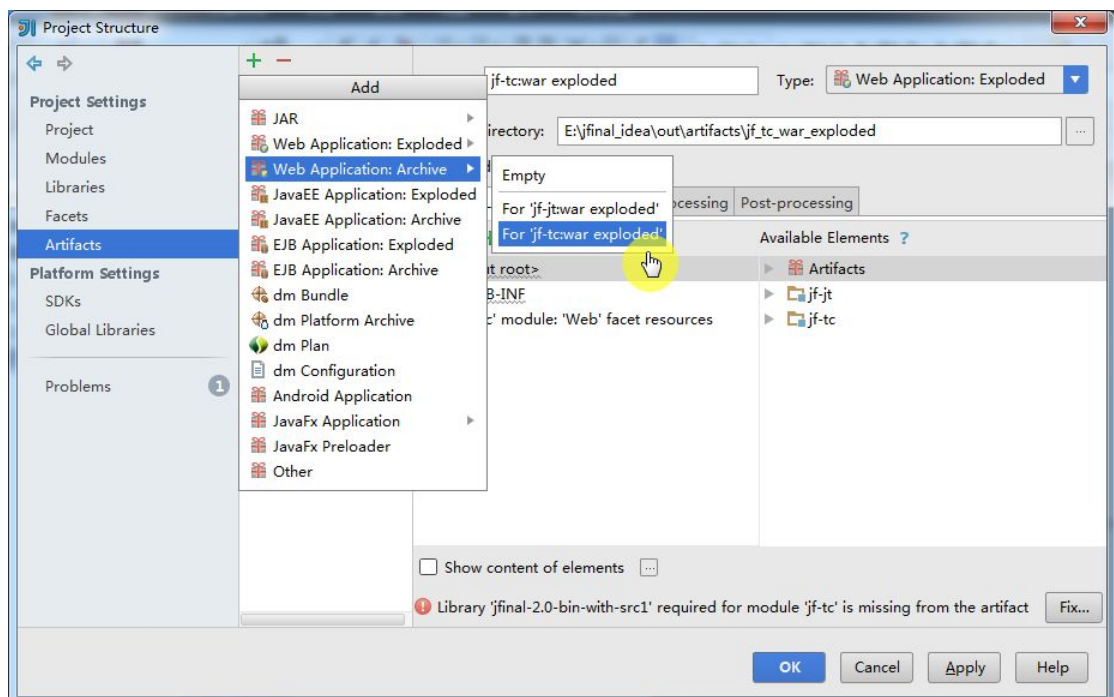 Project Structure
Project Settings
Project
Modules
Libraries
Facets
Artifacts
Platform Settings
SDKs
Global Libraries
Problems 1
Add
JAR
Web Application: Exploded
Web Application: Archive
JavaEE Application: Exploded
JavaEE Application: Archive
EJB Application: Exploded
EJB Application: Archive
dm Bundle
dm Platform Archive
dm Plan
dm Configuration
Android Application
JavaFx Application
JavaFx Preloader
Other
Empty
For 'jf-jt:war exploded'
For 'jf-tc:war exploded'
jf-tc:war exploded Type: Web Application: Exploded
irectory: E:\jfinal_idea\out\artifacts\jf_tc_war_exploded
ocessing Post-processing
Available Elements ?
t root> Artifacts
B-INF jf-jt
c' module: 'Web' facet resources jf-tc
Show content of elements
Library 'jfinal-2.0-bin-with-src1' required for module 'jf-tc' is missing from the artifact Fix...
OK Cancel Apply Help